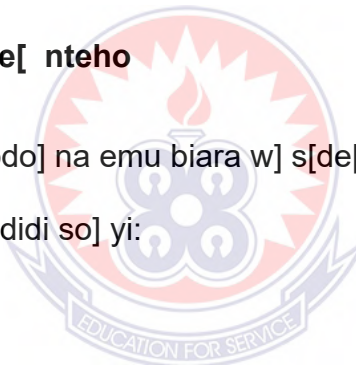 e[ nteho
do] na emu biara w] s[de[
didi so] yi:
EDUCATION FOR SERVICE